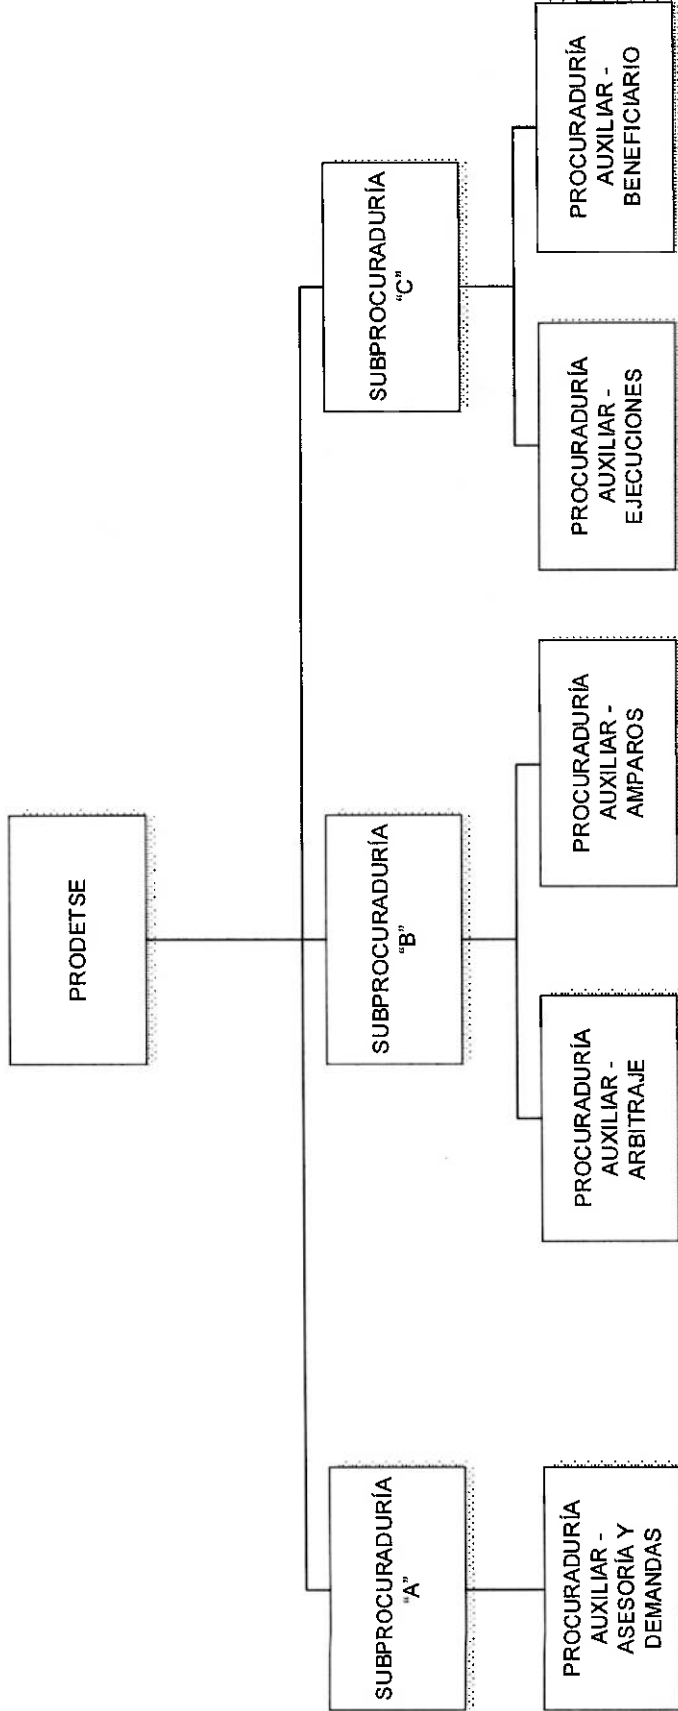 PRODETSE
SUBPROCURADURÍA
“A”
SUBPROCURADURÍA
“B”
SUBPROCURADURÍA
“C”
PROCURADURÍA
AUXILIAR -
ASESORÍA Y
DEMANDAS
PROCURADURÍA
AUXILIAR -
ARBITRAJE
PROCURADURÍA
AUXILIAR -
AMPAROS
PROCURADURÍA
AUXILIAR -
EJECUCIONES
PROCURADURÍA
AUXILIAR -
BENEFICIARIO